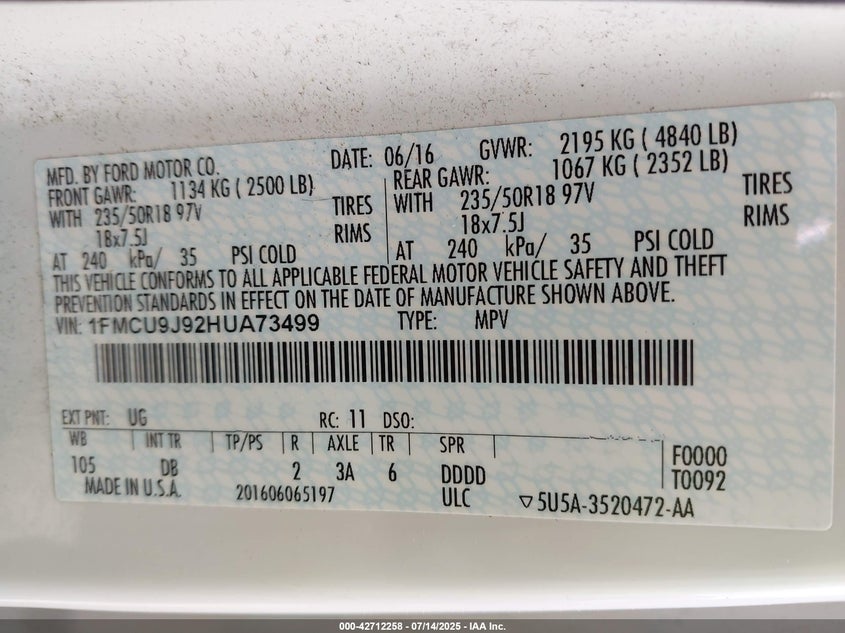 MFD. BY FORD MOTOR CO. DATE: 06/16 GVWR: 2195 KG ( 4840 LB)
FRONT GAWR: 1134 KG ( 2500 LB) REAR GAWR: 1067 KG ( 2352 LB)
WITH 235/50R18 97V TIRES WITH 235/50R18 97V TIRES
18x7.5J RIMS 18x7.5J RIMS
AT 240 kPa/ 35 PSI COLD AT 240 kPa/ 35 PSI COLD
THIS VEHICLE CONFORMS TO ALL APPLICABLE FEDERAL MOTOR VEHICLE SAFETY AND THEFT
PREVENTION STANDARDS IN EFFECT ON THE DATE OF MANUFACTURE SHOWN ABOVE.
VIN: 1FMCU9J92HUA73499 TYPE: MPV
EXT PNT: UG RC: 11 DSO:
WB INT TR TP/PS R AXLE TR SPR F0000
105 DB 2 3A 6 DDDD T0092
MADE IN U.S.A. 201606065197 ULC ▽5U5A-3520472-AA
000-42712258 - 07/14/2025 - IAA Inc.